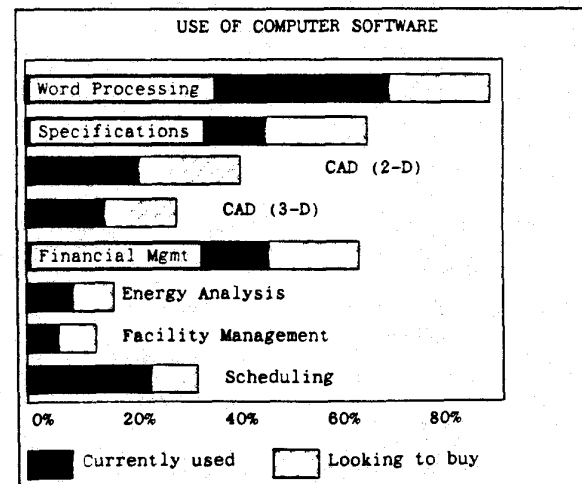 USE OF COMPUTER SOFTWARE
Word Processing
Specifications
CAD (2-D)
CAD (3-D)
Financial Mgmt
Energy Analysis
Facility Management
Scheduling
0% 20% 40% 60% 80%
Currently used Looking to buy